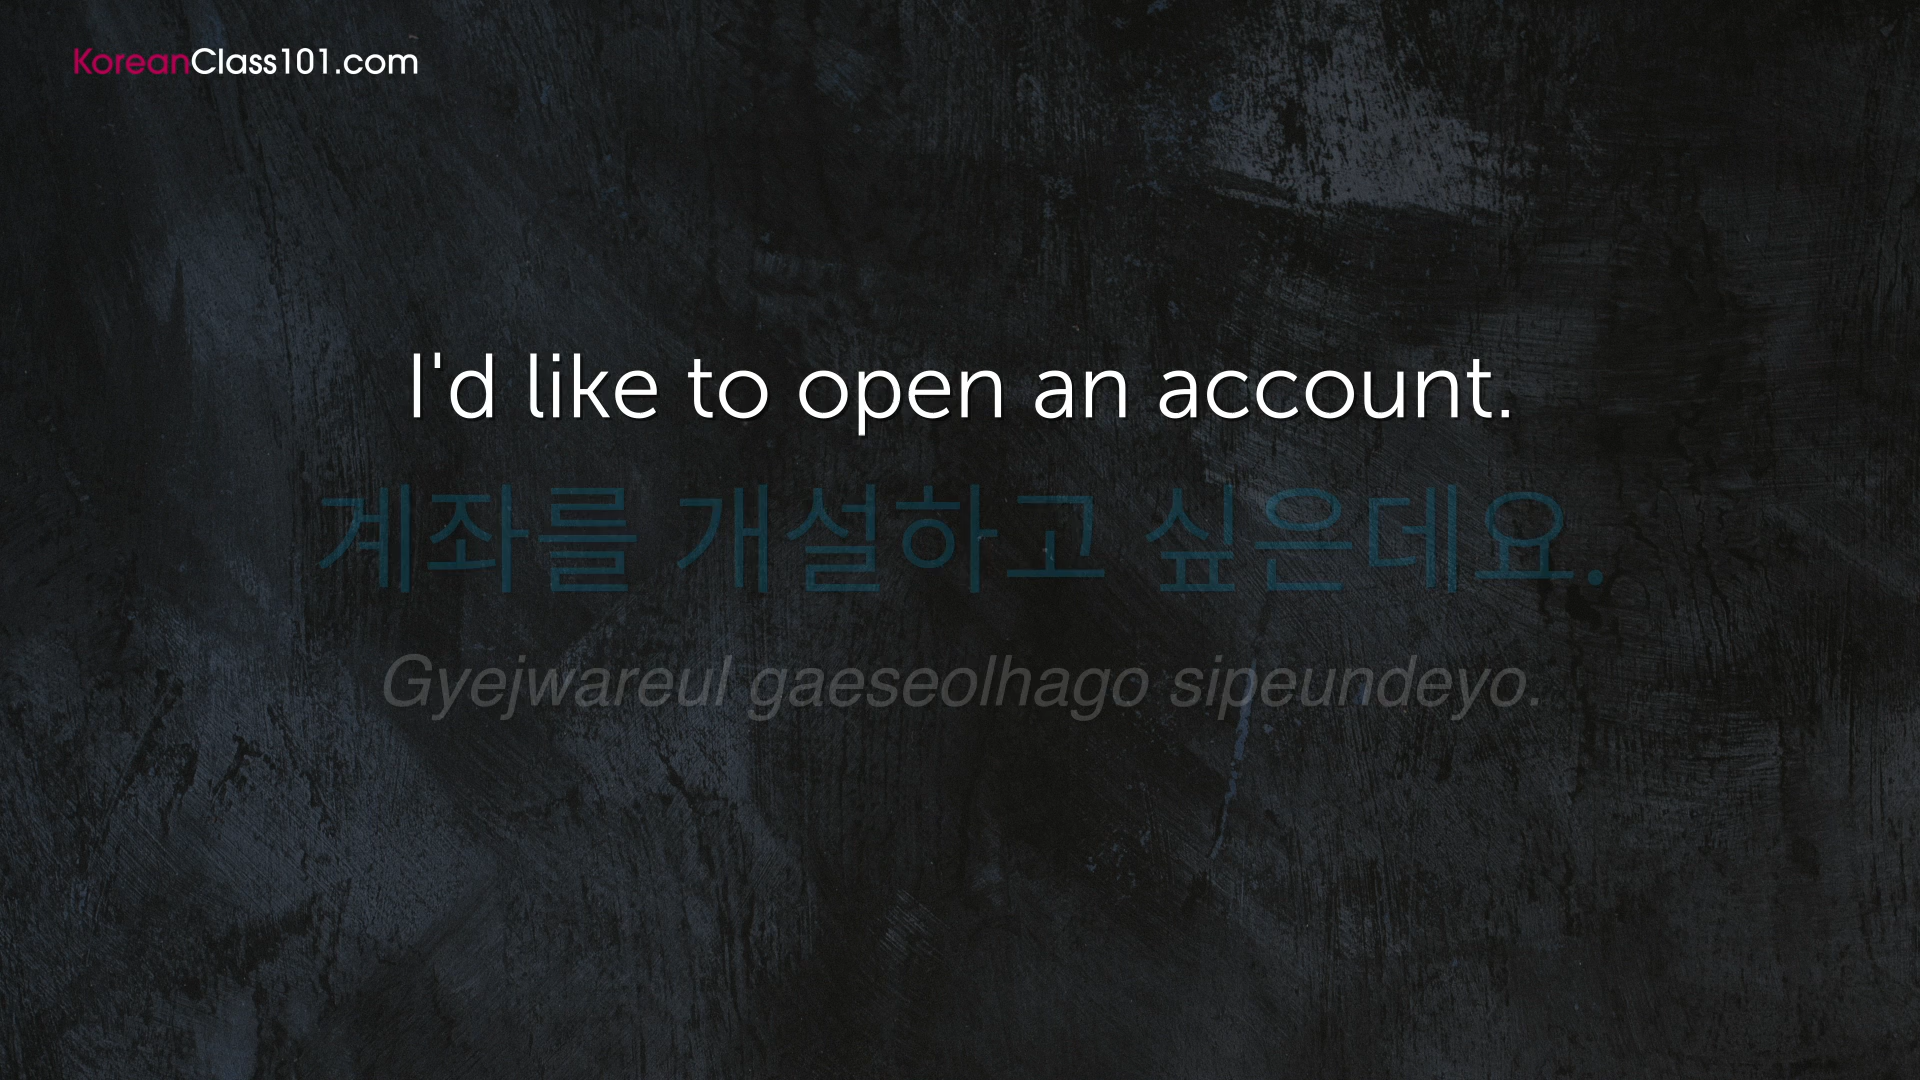 KoreanClass101.com
I'd like to open an account.
계좌를 개설하고 싶은데요.
Gyejwareul gaeseolhago sipeundeyo.